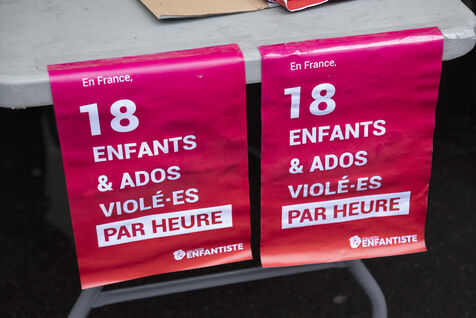 En France,
18
ENFANTS
& ADOS
VIOLÉ·ES
PAR HEURE
ENFANTISTE
En France,
18
ENFANTS
& ADOS
VIOLÉ·ES
PAR HEURE
ENFANTISTE